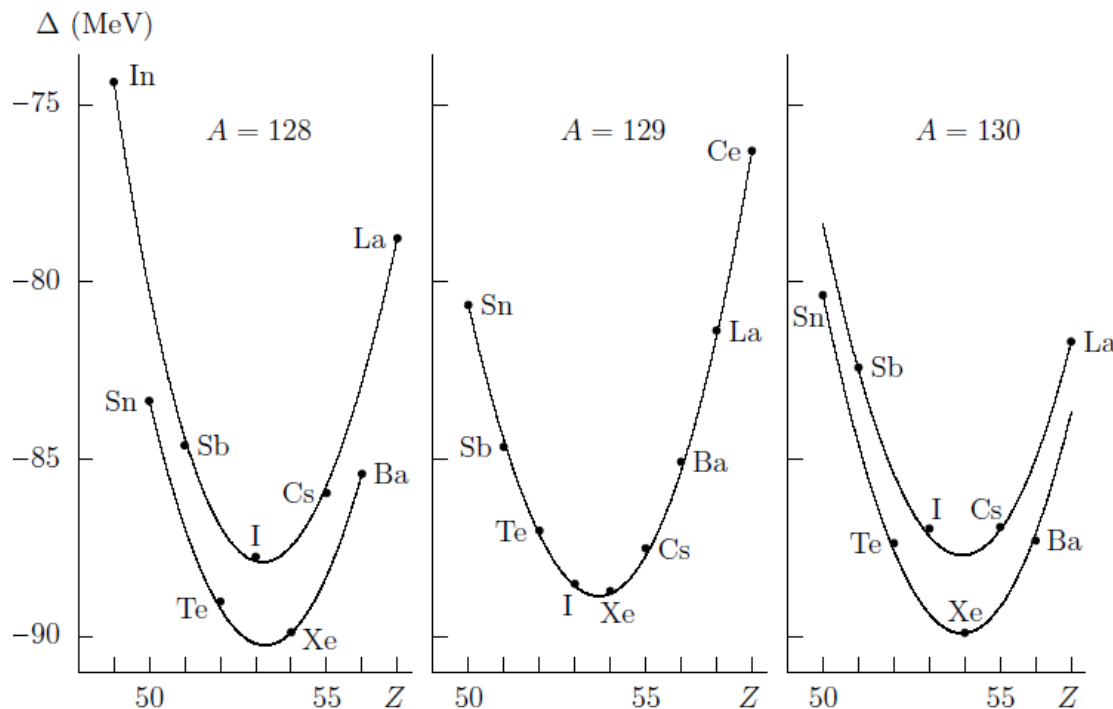 Δ (MeV)
−75
−80
−85
−90
A = 128
In
La
Sn
Sb
Cs
Ba
I
Te
Xe
50
55
Z
A = 129
Ce
Sn
La
Sb
Ba
Te
Cs
I
Xe
50
55
Z
A = 130
Sn
La
Sb
I
Cs
Te
Ba
Xe
50
55
Z